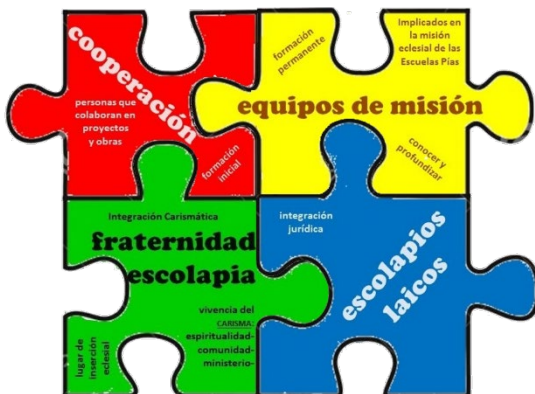 cooperación
personas que
colaboran en
proyectos
y obras
formación
inicial
formación
permanente
Implicados en
la misión
eclesial de las
Escuelas Pías
equipos de misión
conocer y
profundizar
Integración Carismática
fraternidad
escolapia
vivencia del
CARISMA:
espiritualidad-
comunidad-
ministerio-
lugar de
inserción
eclesial
integración
jurídica
escolapios
laicos